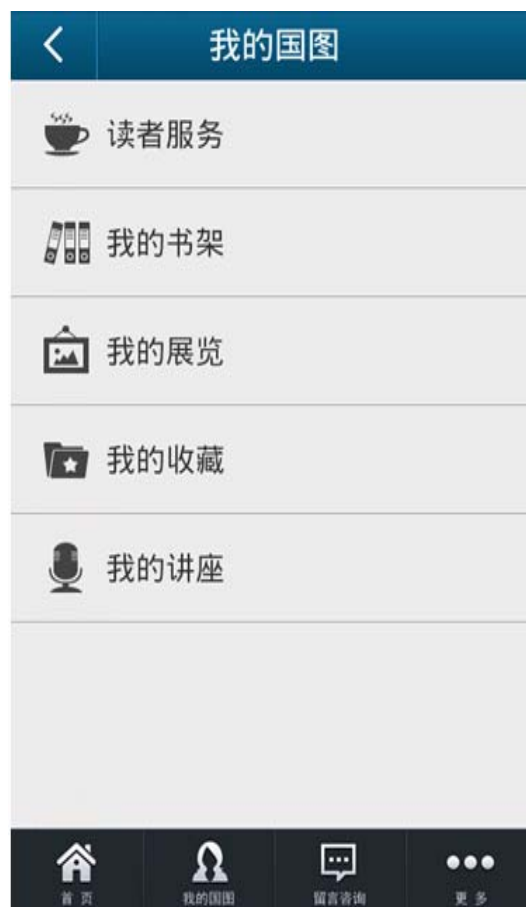 我的国图
读者服务
我的书架
我的展览
我的收藏
我的讲座
首页
我的国图
留言咨询
更多